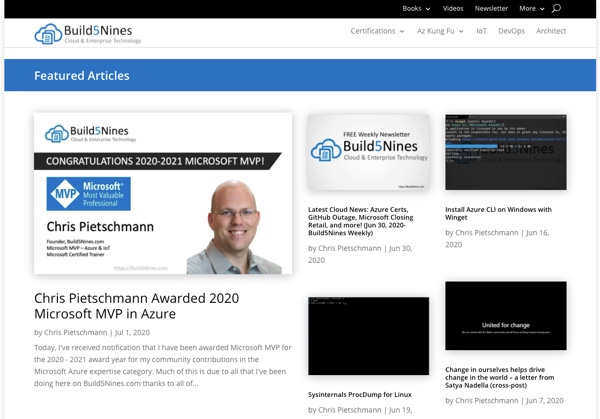 Books
Videos
Newsletter
More
Build5Nines
Cloud & Enterprise Technology
Certifications
Az Kung Fu
IoT
DevOps
Architect
Featured Articles
Build5Nines
Cloud & Enterprise Technology
CONGRATULATIONS 2020-2021 MICROSOFT MVP!
MVP
Microsoft®
Most Valuable
Professional
Chris Pietschmann
Founder, Build5Nines.com
Microsoft MVP - Azure & IoT
Microsoft Certified Trainer
https://Build5Nines.com
Chris Pietschmann Awarded 2020
Microsoft MVP in Azure
by Chris Pietschmann | Jul 1, 2020
Today, I've received notification that I have been awarded Microsoft MVP for
the 2020 - 2021 award year for my community contributions in the
Microsoft Azure expertise category. Much of this is due to all that I've been
doing here on Build5Nines.com thanks to all of...
FREE Weekly Newsletter
Build5Nines
Cloud & Enterprise Technology
Latest Cloud News: Azure Certs,
GitHub Outage, Microsoft Closing
Retail, and more! (Jun 30, 2020-
Build5Nines Weekly)
by Chris Pietschmann | Jun 30,
2020
Install Azure CLI on Windows with
Winget
by Chris Pietschmann | Jun 16,
2020
Sysinternals ProcDump for Linux
by Chris Pietschmann | Jun 19,
United for change
Change in ourselves helps drive
change in the world – a letter from
Satya Nadella (cross-post)
by Chris Pietschmann | Jun 7, 2020